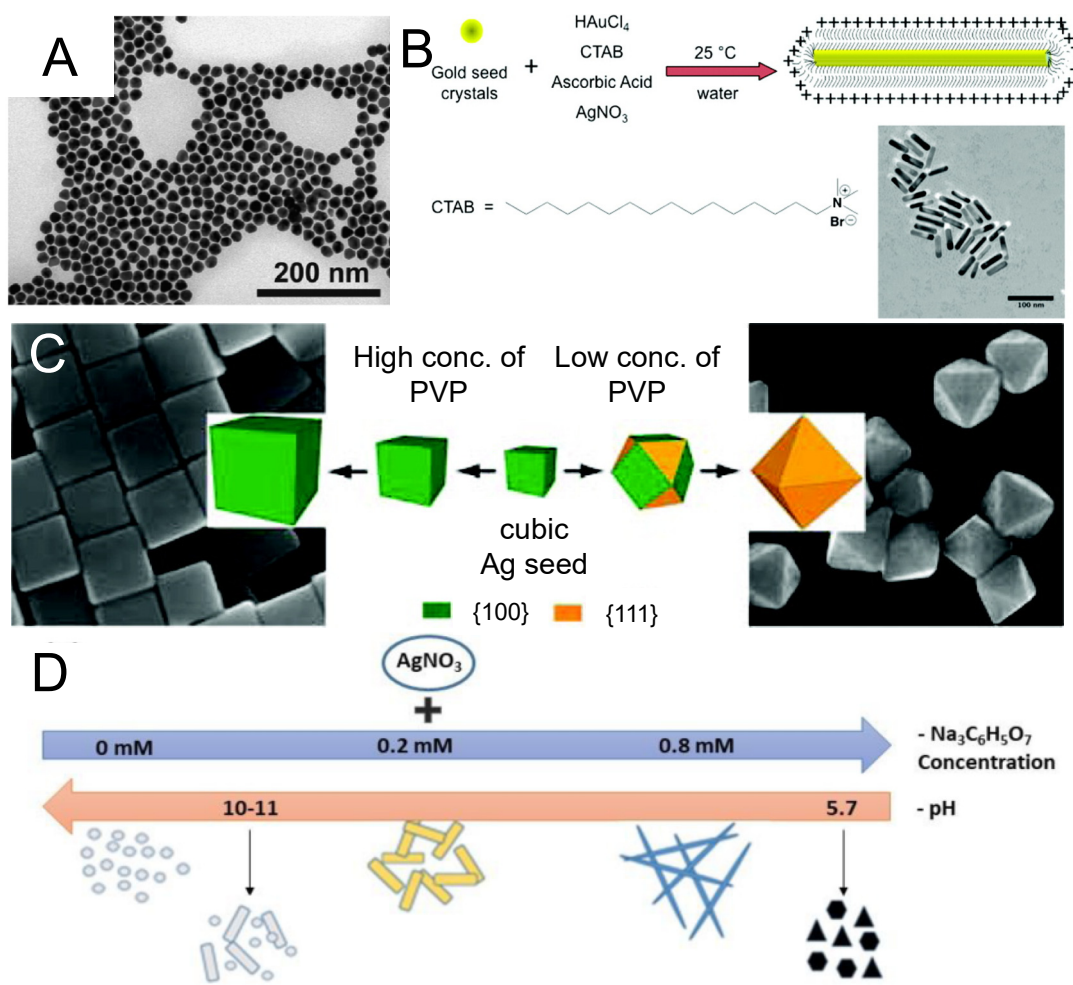 A
200 nm
B
Gold seed
crystals
+
HAuCl₄
CTAB
Ascorbic Acid
AgNO₃
25 °C
water
CTAB =
N
+
Br
-
100 nm
C
High conc. of
PVP
Low conc. of
PVP
cubic
Ag seed
{100} {111}
D
AgNO₃
+
0 mM 0.2 mM 0.8 mM
- Na₃C₆H₅O₇
Concentration
10-11 5.7
- pH